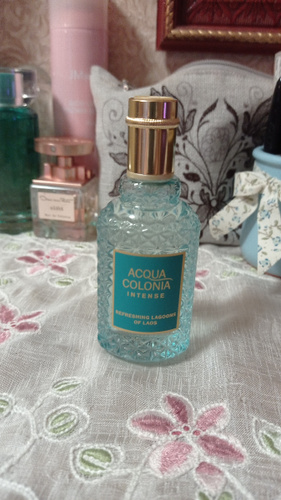 ACQUA
COLONIA
INTENSE
REFRESHING LAGOONS
OF LAOS